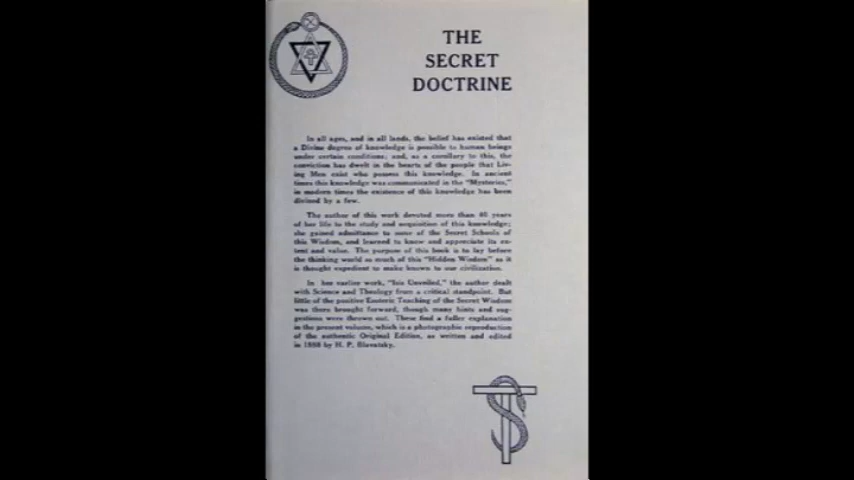 THE
SECRET
DOCTRINE
In all ages, and in all lands, the belief has existed that
a Divine degree of knowledge is possible to human beings
under certain conditions; and, as a corollary to this, the
conviction has dwelt in the hearts of the people that Liv-
ing Men exist who possess this knowledge. In ancient
times this knowledge was communicated in the "Mysteries,"
in modern times the existence of this knowledge has been
divined by a few.
The author of this work devoted more than 40 years
of her life to the study and acquisition of this knowledge;
she gained admittance to some of the Secret Schools of
this Wisdom, and learned to know and appreciate its ex-
tent and value. The purpose of this book is to lay before
the thinking world as much of this "Hidden Wisdom" as it
is thought expedient to make known to our civilization.
In her earlier work, "Isis Unveiled," the author dealt
with Science and Theology from a critical standpoint. But
little of the positive Esoteric Teaching of the Secret Wisdom
was there brought forward, though many hints and sug-
gestions were thrown out. These find a fuller explanation
in the present volume, which is a photographic reproduction
of the authentic Original Edition, as written and edited
in 1888 by H. P. Blavatsky.